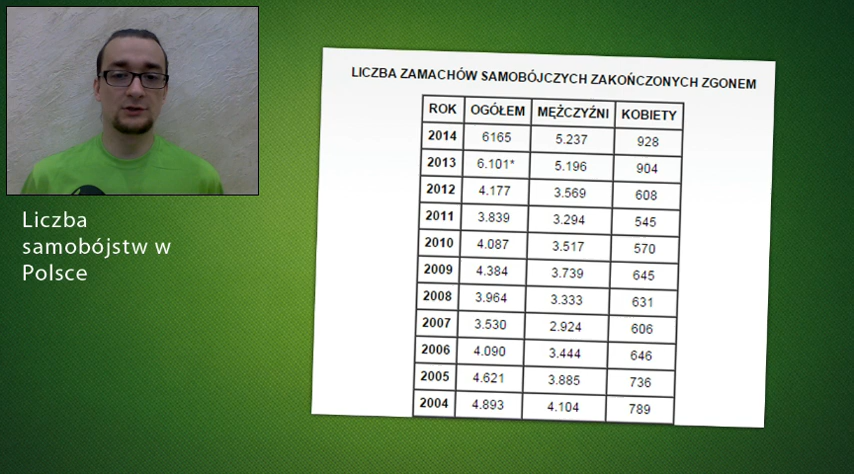 Liczba
samobójstw w
Polsce
LICZBA ZAMACHÓW SAMOBÓJCZYCH ZAKOŃCZONYCH ZGONEM
ROK OGÓŁEM MĘŻCZYŹNI KOBIETY
2014 6165 5.237 928
2013 6.101* 5.196 904
2012 4.177 3.569 608
2011 3.839 3.294 545
2010 4.087 3.517 570
2009 4.384 3.739 645
2008 3.964 3.333 631
2007 3.530 2.924 606
2006 4.090 3.444 646
2005 4.621 3.885 736
2004 4.893 4.104 789